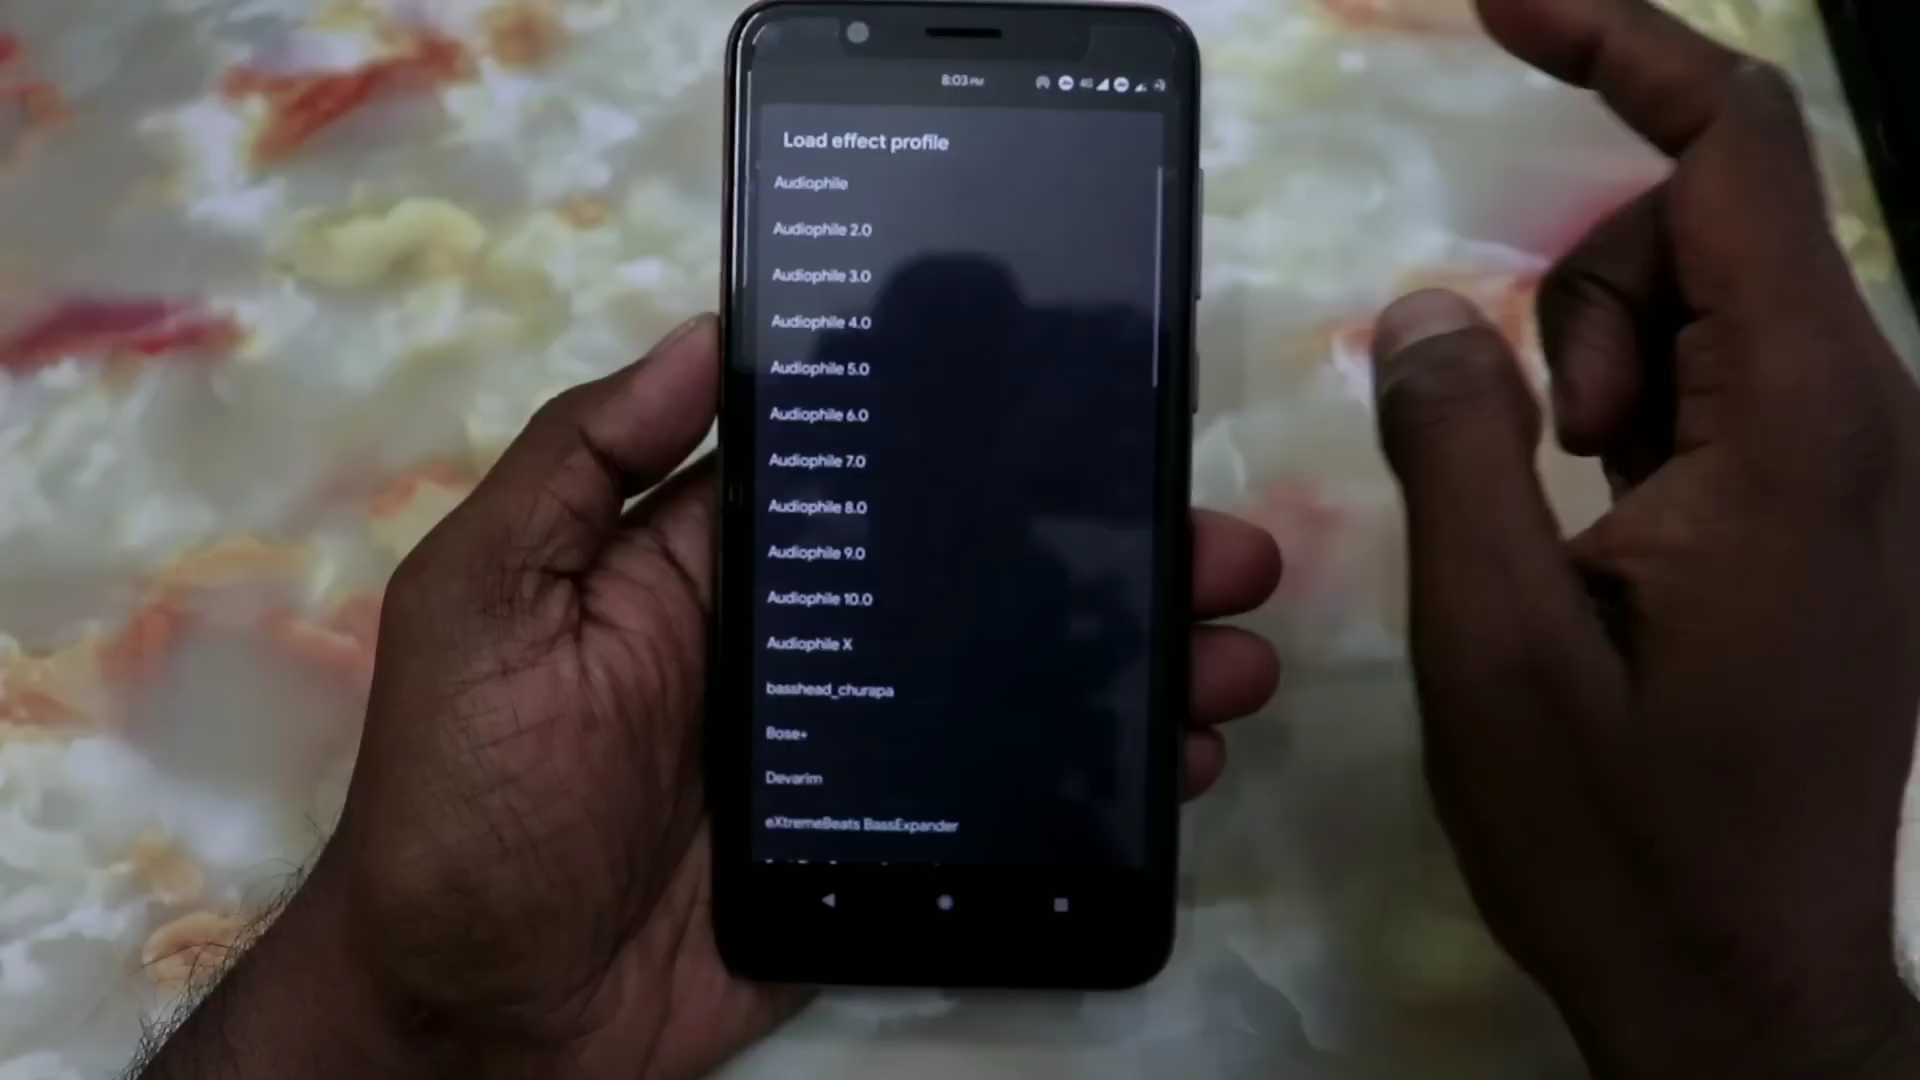 8:03 PM
4G
Load effect profile
Audiophile
Audiophile 2.0
Audiophile 3.0
Audiophile 4.0
Audiophile 5.0
Audiophile 6.0
Audiophile 7.0
Audiophile 8.0
Audiophile 9.0
Audiophile 10.0
Audiophile X
basshead_churapa
Bose+
Devarim
eXtremeBeats BassExpander